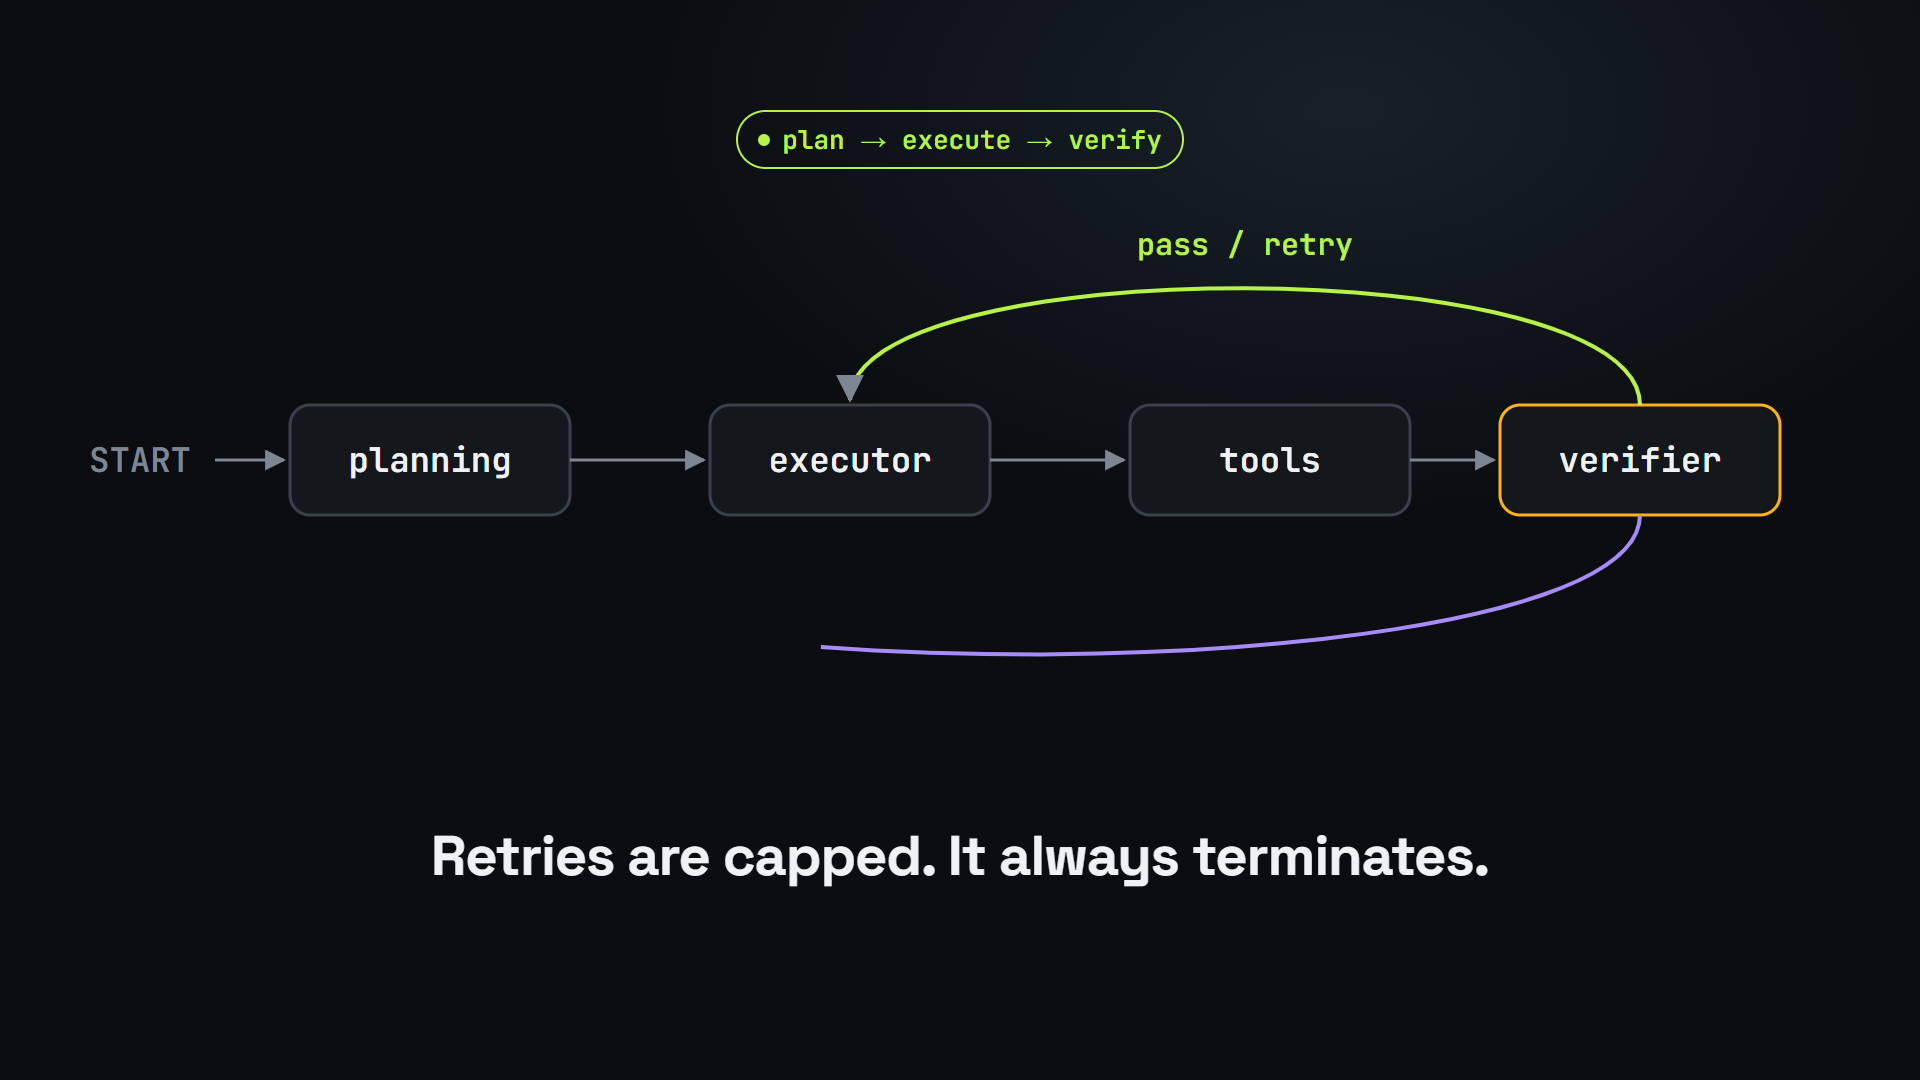 plan → execute → verify
pass / retry
START
planning
executor
tools
verifier
Retries are capped. It always terminates.